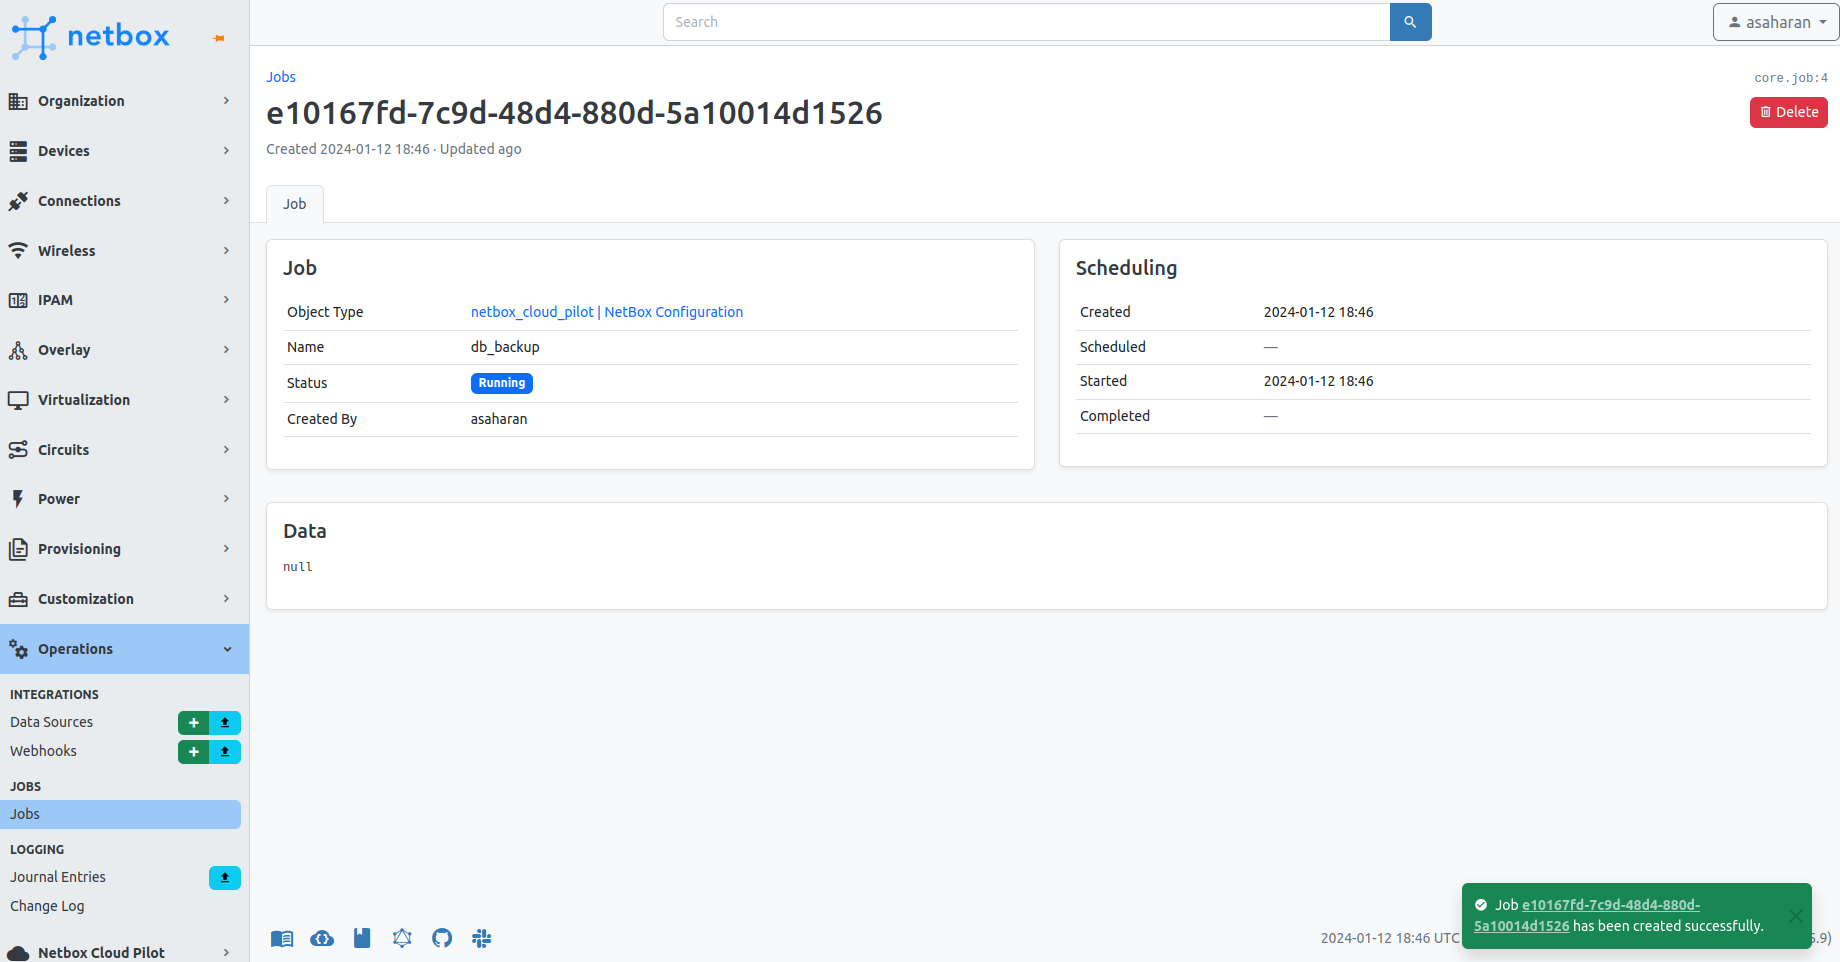 netbox
Search
asaharan
Organization
Devices
Connections
Wireless
IPAM
Overlay
Virtualization
Circuits
Power
Provisioning
Customization
Operations
INTEGRATIONS
Data Sources
Webhooks
JOBS
Jobs
LOGGING
Journal Entries
Change Log
Netbox Cloud Pilot
Jobs
core.job:4
e10167fd-7c9d-48d4-880d-5a10014d1526
Delete
Created 2024-01-12 18:46 · Updated ago
Job
Job
Object Type netbox_cloud_pilot | NetBox Configuration
Name db_backup
Status Running
Created By asaharan
Scheduling
Created 2024-01-12 18:46
Scheduled —
Started 2024-01-12 18:46
Completed —
Data
null
2024-01-12 18:46 UTC
5.9)
Job e10167fd-7c9d-48d4-880d-
5a10014d1526 has been created successfully.